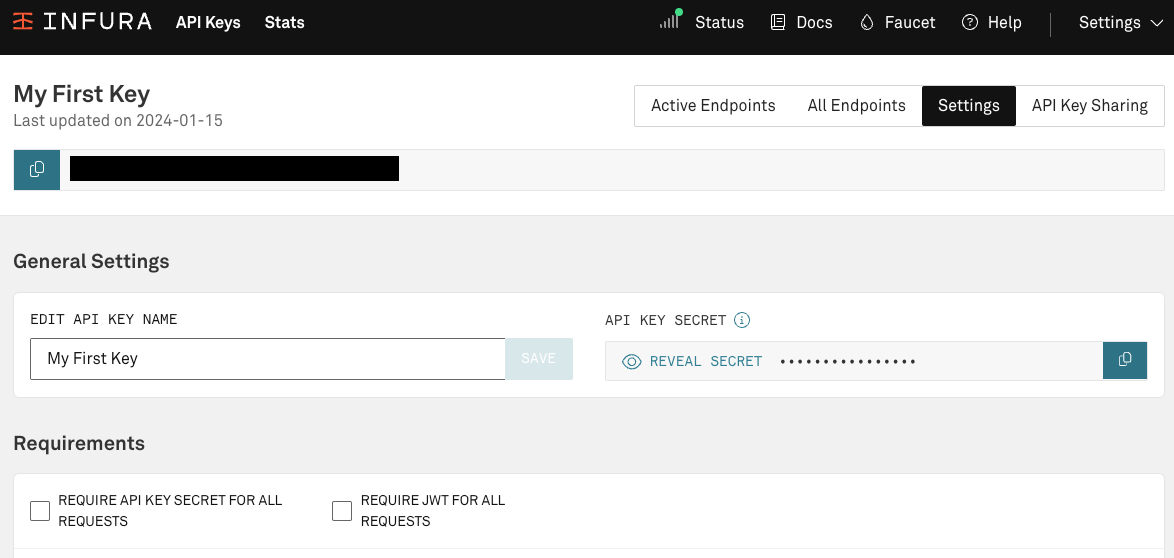 INFURA API Keys Stats Status Docs Faucet Help Settings
My First Key
Last updated on 2024-01-15
Active Endpoints All Endpoints Settings API Key Sharing
General Settings
EDIT API KEY NAME
My First Key SAVE
API KEY SECRET
REVEAL SECRET ••••••••••••••••
Requirements
REQUIRE API KEY SECRET FOR ALL
REQUESTS
REQUIRE JWT FOR ALL
REQUESTS